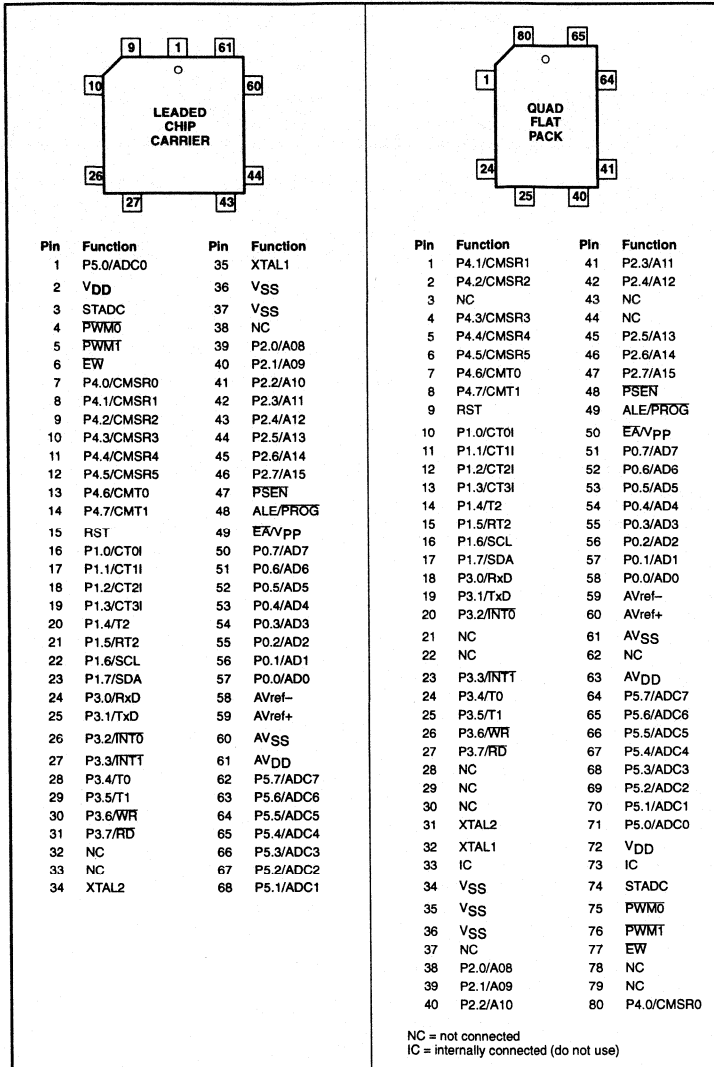 9 1 61
10 60
LEADED
CHIP
CARRIER
26 44
27 43
Pin Function Pin Function
1 P5.0/ADC0 35 XTAL1
2 VDD 36 VSS
3 STADC 37 VSS
4 P̅W̅M̅0̅ 38 NC
5 P̅W̅M̅1̅ 39 P2.0/A08
6 E̅W̅ 40 P2.1/A09
7 P4.0/CMSR0 41 P2.2/A10
8 P4.1/CMSR1 42 P2.3/A11
9 P4.2/CMSR2 43 P2.4/A12
10 P4.3/CMSR3 44 P2.5/A13
11 P4.4/CMSR4 45 P2.6/A14
12 P4.5/CMSR5 46 P2.7/A15
13 P4.6/CMT0 47 P̅S̅E̅N̅
14 P4.7/CMT1 48 ALE/P̅R̅O̅G̅
15 RST 49 E̅A̅/VPP
16 P1.0/CT0I 50 P0.7/AD7
17 P1.1/CT1I 51 P0.6/AD6
18 P1.2/CT2I 52 P0.5/AD5
19 P1.3/CT3I 53 P0.4/AD4
20 P1.4/T2 54 P0.3/AD3
21 P1.5/RT2 55 P0.2/AD2
22 P1.6/SCL 56 P0.1/AD1
23 P1.7/SDA 57 P0.0/AD0
24 P3.0/RxD 58 AVref–
25 P3.1/TxD 59 AVref+
26 P3.2/I̅N̅T̅0̅ 60 AVSS
27 P3.3/I̅N̅T̅1̅ 61 AVDD
28 P3.4/T0 62 P5.7/ADC7
29 P3.5/T1 63 P5.6/ADC6
30 P3.6/W̅R̅ 64 P5.5/ADC5
31 P3.7/R̅D̅ 65 P5.4/ADC4
32 NC 66 P5.3/ADC3
33 NC 67 P5.2/ADC2
34 XTAL2 68 P5.1/ADC1
80 65
1 64
QUAD
FLAT
PACK
24 41
25 40
Pin Function Pin Function
1 P4.1/CMSR1 41 P2.3/A11
2 P4.2/CMSR2 42 P2.4/A12
3 NC 43 NC
4 P4.3/CMSR3 44 NC
5 P4.4/CMSR4 45 P2.5/A13
6 P4.5/CMSR5 46 P2.6/A14
7 P4.6/CMT0 47 P2.7/A15
8 P4.7/CMT1 48 P̅S̅E̅N̅
9 RST 49 ALE/P̅R̅O̅G̅
10 P1.0/CT0I 50 E̅A̅/VPP
11 P1.1/CT1I 51 P0.7/AD7
12 P1.2/CT2I 52 P0.6/AD6
13 P1.3/CT3I 53 P0.5/AD5
14 P1.4/T2 54 P0.4/AD4
15 P1.5/RT2 55 P0.3/AD3
16 P1.6/SCL 56 P0.2/AD2
17 P1.7/SDA 57 P0.1/AD1
18 P3.0/RxD 58 P0.0/AD0
19 P3.1/TxD 59 AVref–
20 P3.2/I̅N̅T̅0̅ 60 AVref+
21 NC 61 AVSS
22 NC 62 NC
23 P3.3/I̅N̅T̅1̅ 63 AVDD
24 P3.4/T0 64 P5.7/ADC7
25 P3.5/T1 65 P5.6/ADC6
26 P3.6/W̅R̅ 66 P5.5/ADC5
27 P3.7/R̅D̅ 67 P5.4/ADC4
28 NC 68 P5.3/ADC3
29 NC 69 P5.2/ADC2
30 NC 70 P5.1/ADC1
31 XTAL2 71 P5.0/ADC0
32 XTAL1 72 VDD
33 IC 73 IC
34 VSS 74 STADC
35 VSS 75 P̅W̅M̅0̅
36 VSS 76 P̅W̅M̅1̅
37 NC 77 E̅W̅
38 P2.0/A08 78 NC
39 P2.1/A09 79 NC
40 P2.2/A10 80 P4.0/CMSR0
NC = not connected
IC = internally connected (do not use)